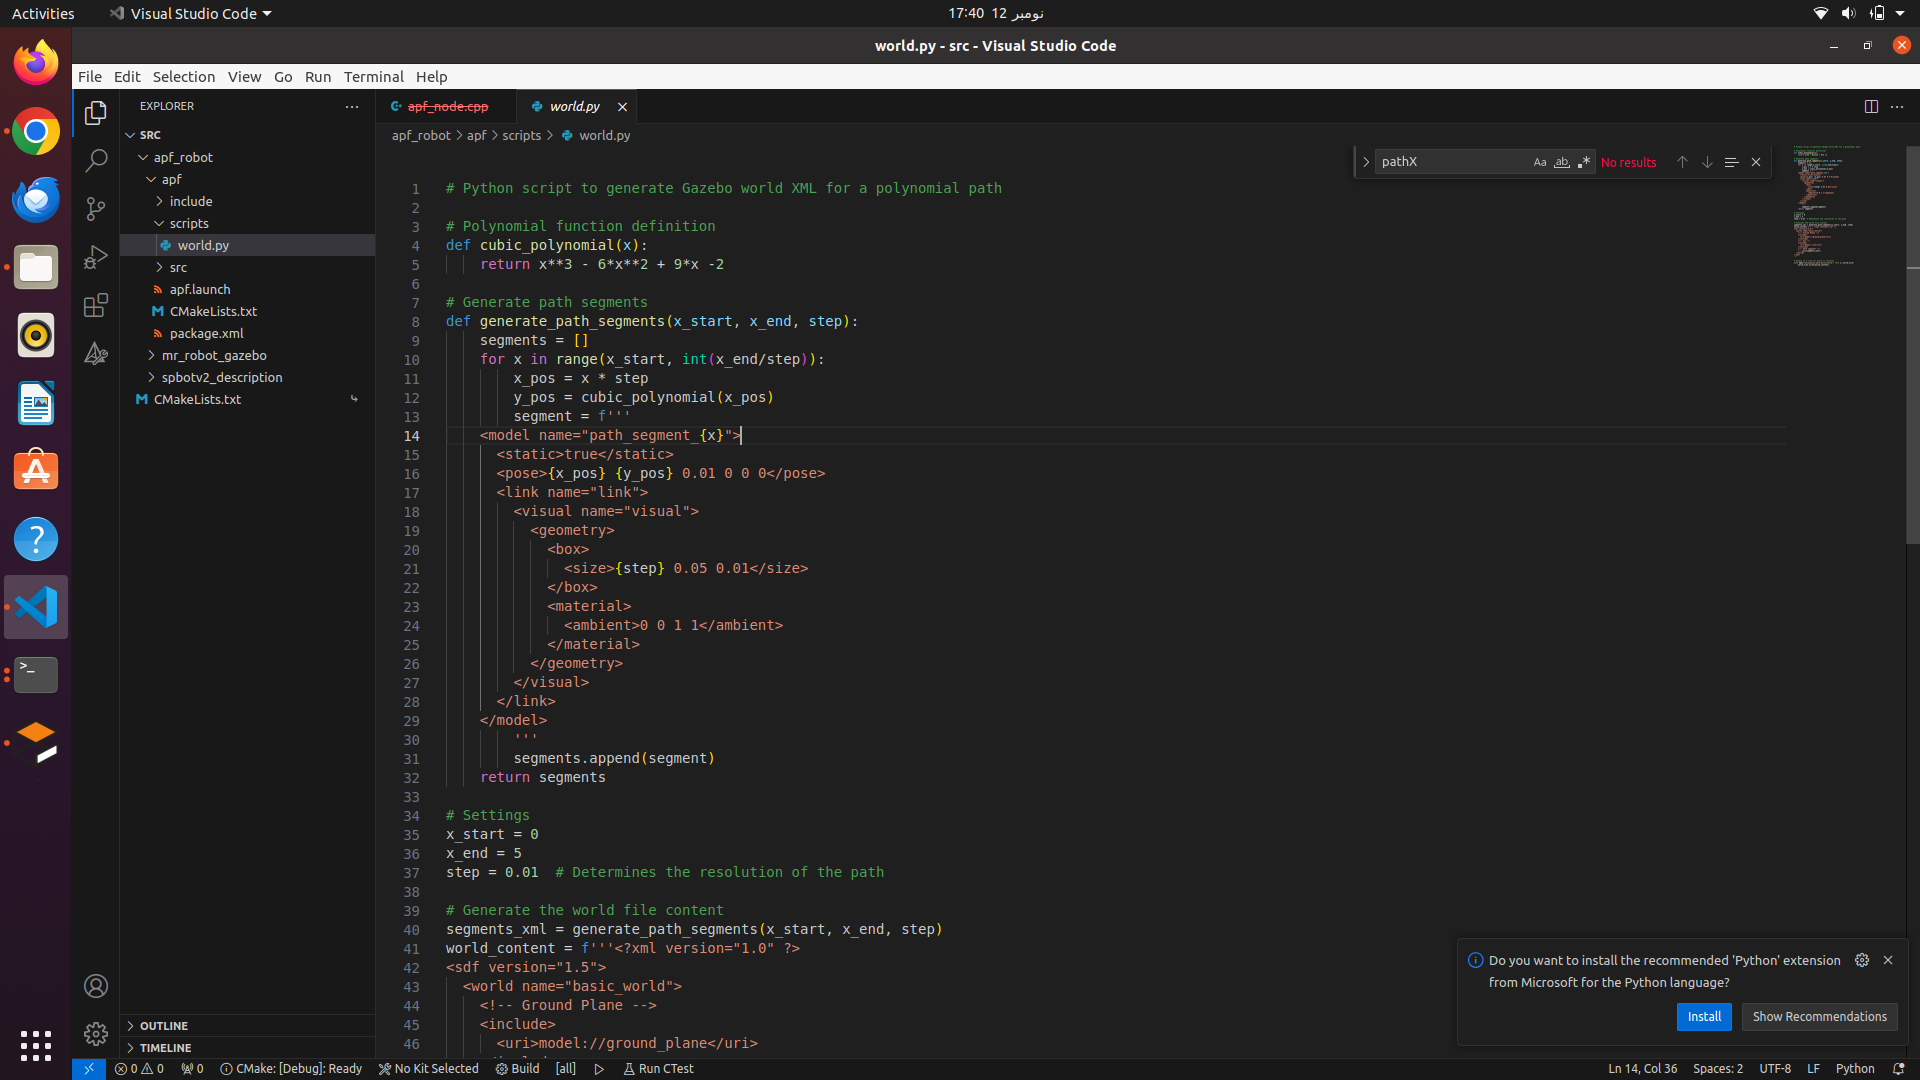 Activities
Visual Studio Code
17:40 12 نومبر
world.py - src - Visual Studio Code
File Edit Selection View Go Run Terminal Help
EXPLORER
SRC
apf_robot
apf
include
scripts
world.py
src
apf.launch
CMakeLists.txt
package.xml
mr_robot_gazebo
spbotv2_description
CMakeLists.txt
OUTLINE
TIMELINE
apf_node.cpp
world.py
apf_robot > apf > scripts > world.py
pathX
Aa ab .*
No results
1 # Python script to generate Gazebo world XML for a polynomial path
2
3 # Polynomial function definition
4 def cubic_polynomial(x):
5 return x**3 - 6*x**2 + 9*x -2
6
7 # Generate path segments
8 def generate_path_segments(x_start, x_end, step):
9 segments = []
10 for x in range(x_start, int(x_end/step)):
11 x_pos = x * step
12 y_pos = cubic_polynomial(x_pos)
13 segment = f'''
14 <model name="path_segment_{x}">
15 <static>true</static>
16 <pose>{x_pos} {y_pos} 0.01 0 0 0</pose>
17 <link name="link">
18 <visual name="visual">
19 <geometry>
20 <box>
21 <size>{step} 0.05 0.01</size>
22 </box>
23 <material>
24 <ambient>0 0 1 1</ambient>
25 </material>
26 </geometry>
27 </visual>
28 </link>
29 </model>
30 '''
31 segments.append(segment)
32 return segments
33
34 # Settings
35 x_start = 0
36 x_end = 5
37 step = 0.01 # Determines the resolution of the path
38
39 # Generate the world file content
40 segments_xml = generate_path_segments(x_start, x_end, step)
41 world_content = f'''<?xml version="1.0" ?>
42 <sdf version="1.5">
43 <world name="basic_world">
44 <!-- Ground Plane -->
45 <include>
46 <uri>model://ground_plane</uri>
Do you want to install the recommended 'Python' extension
from Microsoft for the Python language?
Install
Show Recommendations
0 0 0 CMake: [Debug]: Ready No Kit Selected Build [all] Run CTest
Ln 14, Col 36 Spaces: 2 UTF-8 LF Python